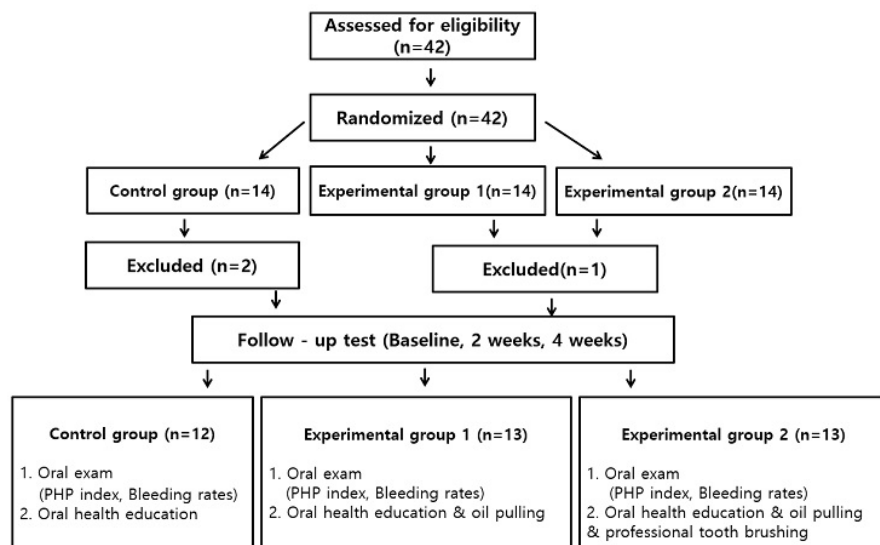 Assessed for eligibility
(n=42)
Randomized (n=42)
Control group (n=14)
Experimental group 1(n=14)
Experimental group 2(n=14)
Excluded (n=2)
Excluded(n=1)
Follow - up test (Baseline, 2 weeks, 4 weeks)
Control group (n=12)
1. Oral exam
(PHP index, Bleeding rates)
2. Oral health education
Experimental group 1 (n=13)
1. Oral exam
(PHP index, Bleeding rates)
2. Oral health education & oil pulling
Experimental group 2 (n=13)
1. Oral exam
(PHP index, Bleeding rates)
2. Oral health education & oil pulling
& professional tooth brushing